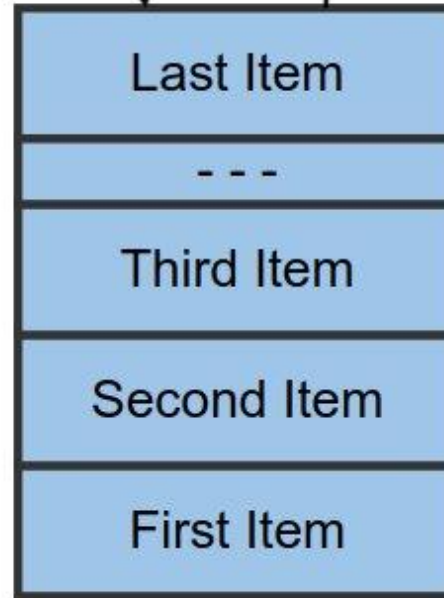 Last Item
- - -
Third Item
Second Item
First Item